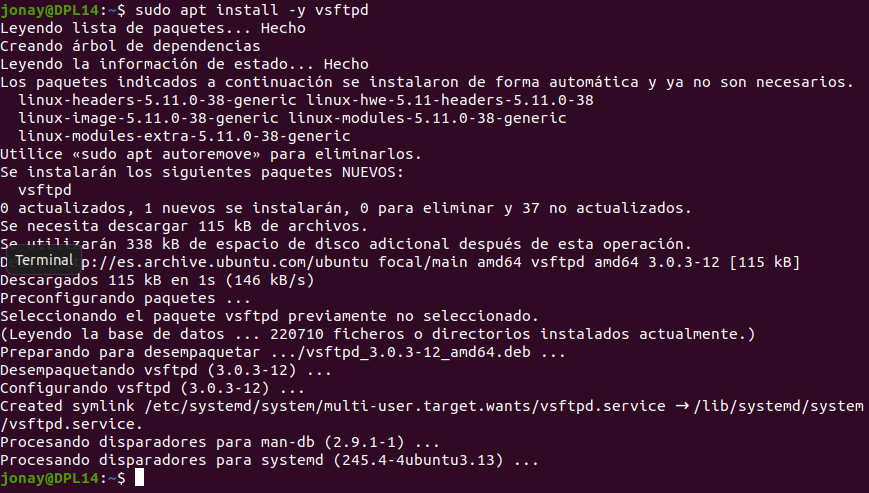 jonay@DPL14:~$ sudo apt install -y vsftpd
Leyendo lista de paquetes... Hecho
Creando árbol de dependencias
Leyendo la información de estado... Hecho
Los paquetes indicados a continuación se instalaron de forma automática y ya no son necesarios.
  linux-headers-5.11.0-38-generic linux-hwe-5.11-headers-5.11.0-38
  linux-image-5.11.0-38-generic linux-modules-5.11.0-38-generic
  linux-modules-extra-5.11.0-38-generic
Utilice «sudo apt autoremove» para eliminarlos.
Se instalarán los siguientes paquetes NUEVOS:
  vsftpd
0 actualizados, 1 nuevos se instalarán, 0 para eliminar y 37 no actualizados.
Se necesita descargar 115 kB de archivos.
Se utilizarán 338 kB de espacio de disco adicional después de esta operación.
Terminal
p://es.archive.ubuntu.com/ubuntu focal/main amd64 vsftpd amd64 3.0.3-12 [115 kB]
Descargados 115 kB en 1s (146 kB/s)
Preconfigurando paquetes ...
Seleccionando el paquete vsftpd previamente no seleccionado.
(Leyendo la base de datos ... 220710 ficheros o directorios instalados actualmente.)
Preparando para desempaquetar .../vsftpd_3.0.3-12_amd64.deb ...
Desempaquetando vsftpd (3.0.3-12) ...
Configurando vsftpd (3.0.3-12) ...
Created symlink /etc/systemd/system/multi-user.target.wants/vsftpd.service → /lib/systemd/system
/vsftpd.service.
Procesando disparadores para man-db (2.9.1-1) ...
Procesando disparadores para systemd (245.4-4ubuntu3.13) ...
jonay@DPL14:~$